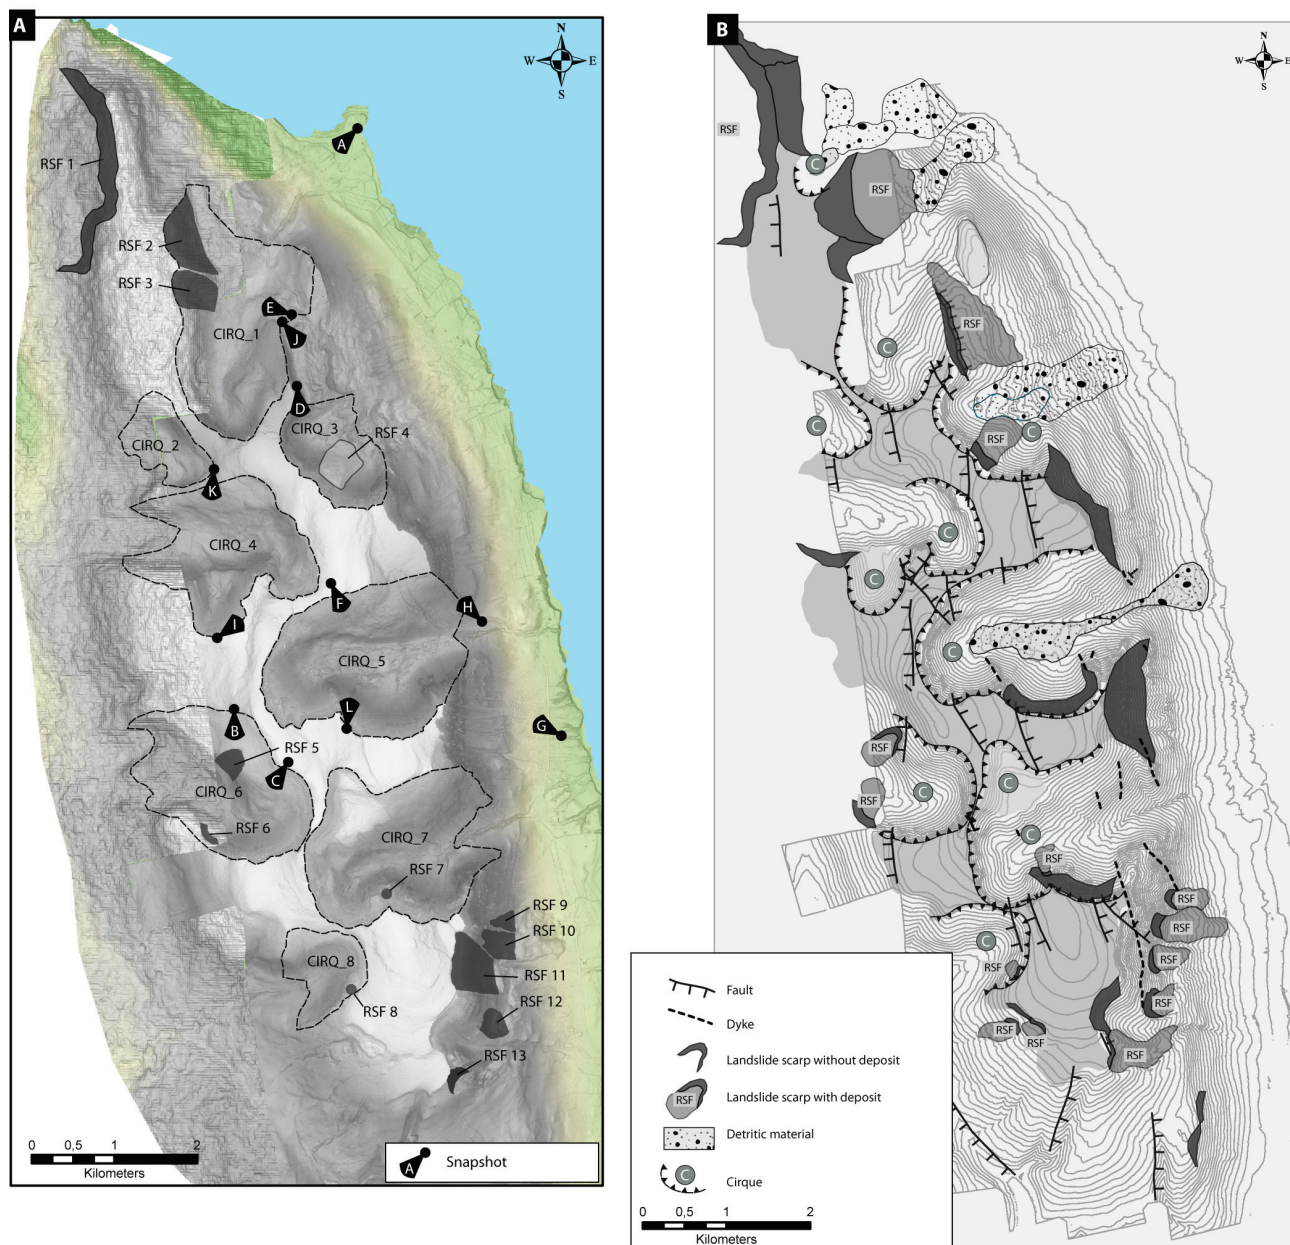 A
N
W E
S
A
RSF 1
RSF 2
RSF 3
E
J
CIRQ_1
D
CIRQ_3
RSF 4
CIRQ_2
K
CIRQ_4
F
H
I
CIRQ_5
L
B
G
RSF 5
C
CIRQ_6
RSF 6
CIRQ_7
RSF 7
RSF 9
RSF 10
CIRQ_8
RSF 11
RSF 8
RSF 12
RSF 13
0 0,5 1 2
Kilometers
A Snapshot
B
N
W E
S
RSF
C
RSF
RSF
C
C
RSF
C
C
C
C
RSF
C
RSF
C
C
RSF
RSF
RSF
C
RSF
RSF
RSF
RSF
RSF
RSF
Fault
Dyke
Landslide scarp without deposit
RSF Landslide scarp with deposit
Detritic material
C Cirque
0 0,5 1 2
Kilometers